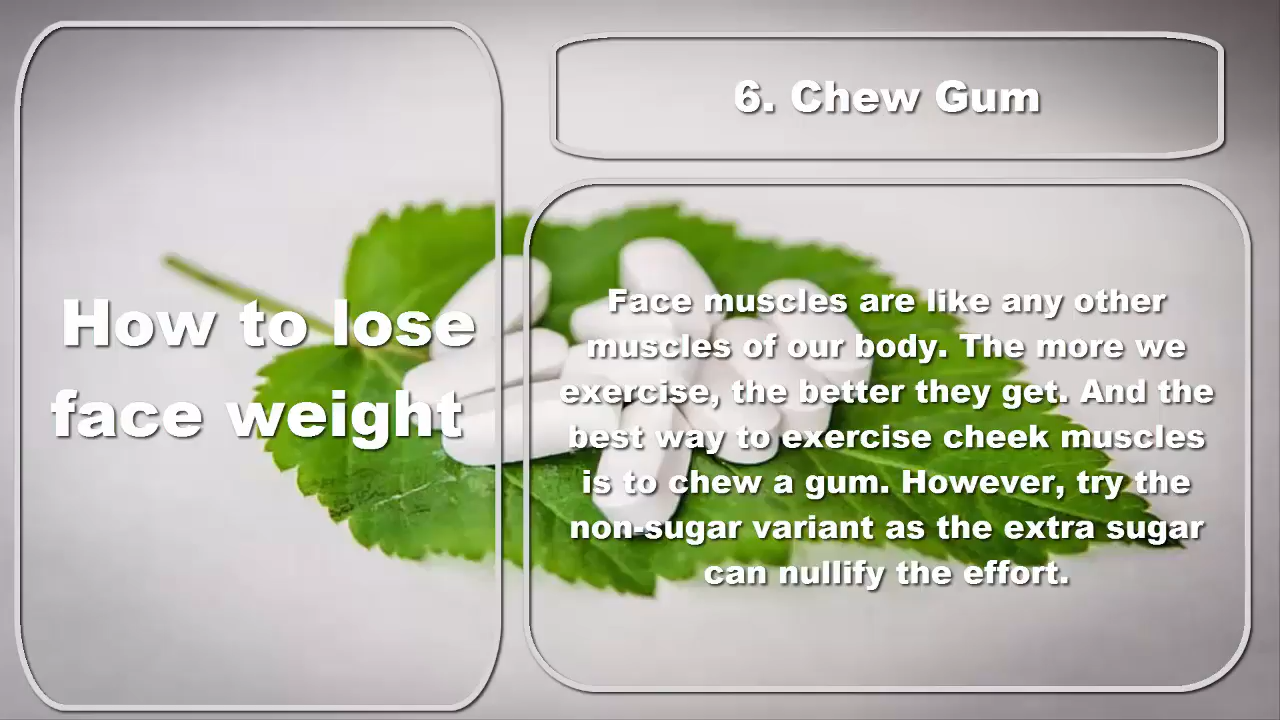 How to lose
face weight
6. Chew Gum
Face muscles are like any other
muscles of our body. The more we
exercise, the better they get. And the
best way to exercise cheek muscles
is to chew a gum. However, try the
non-sugar variant as the extra sugar
can nullify the effort.